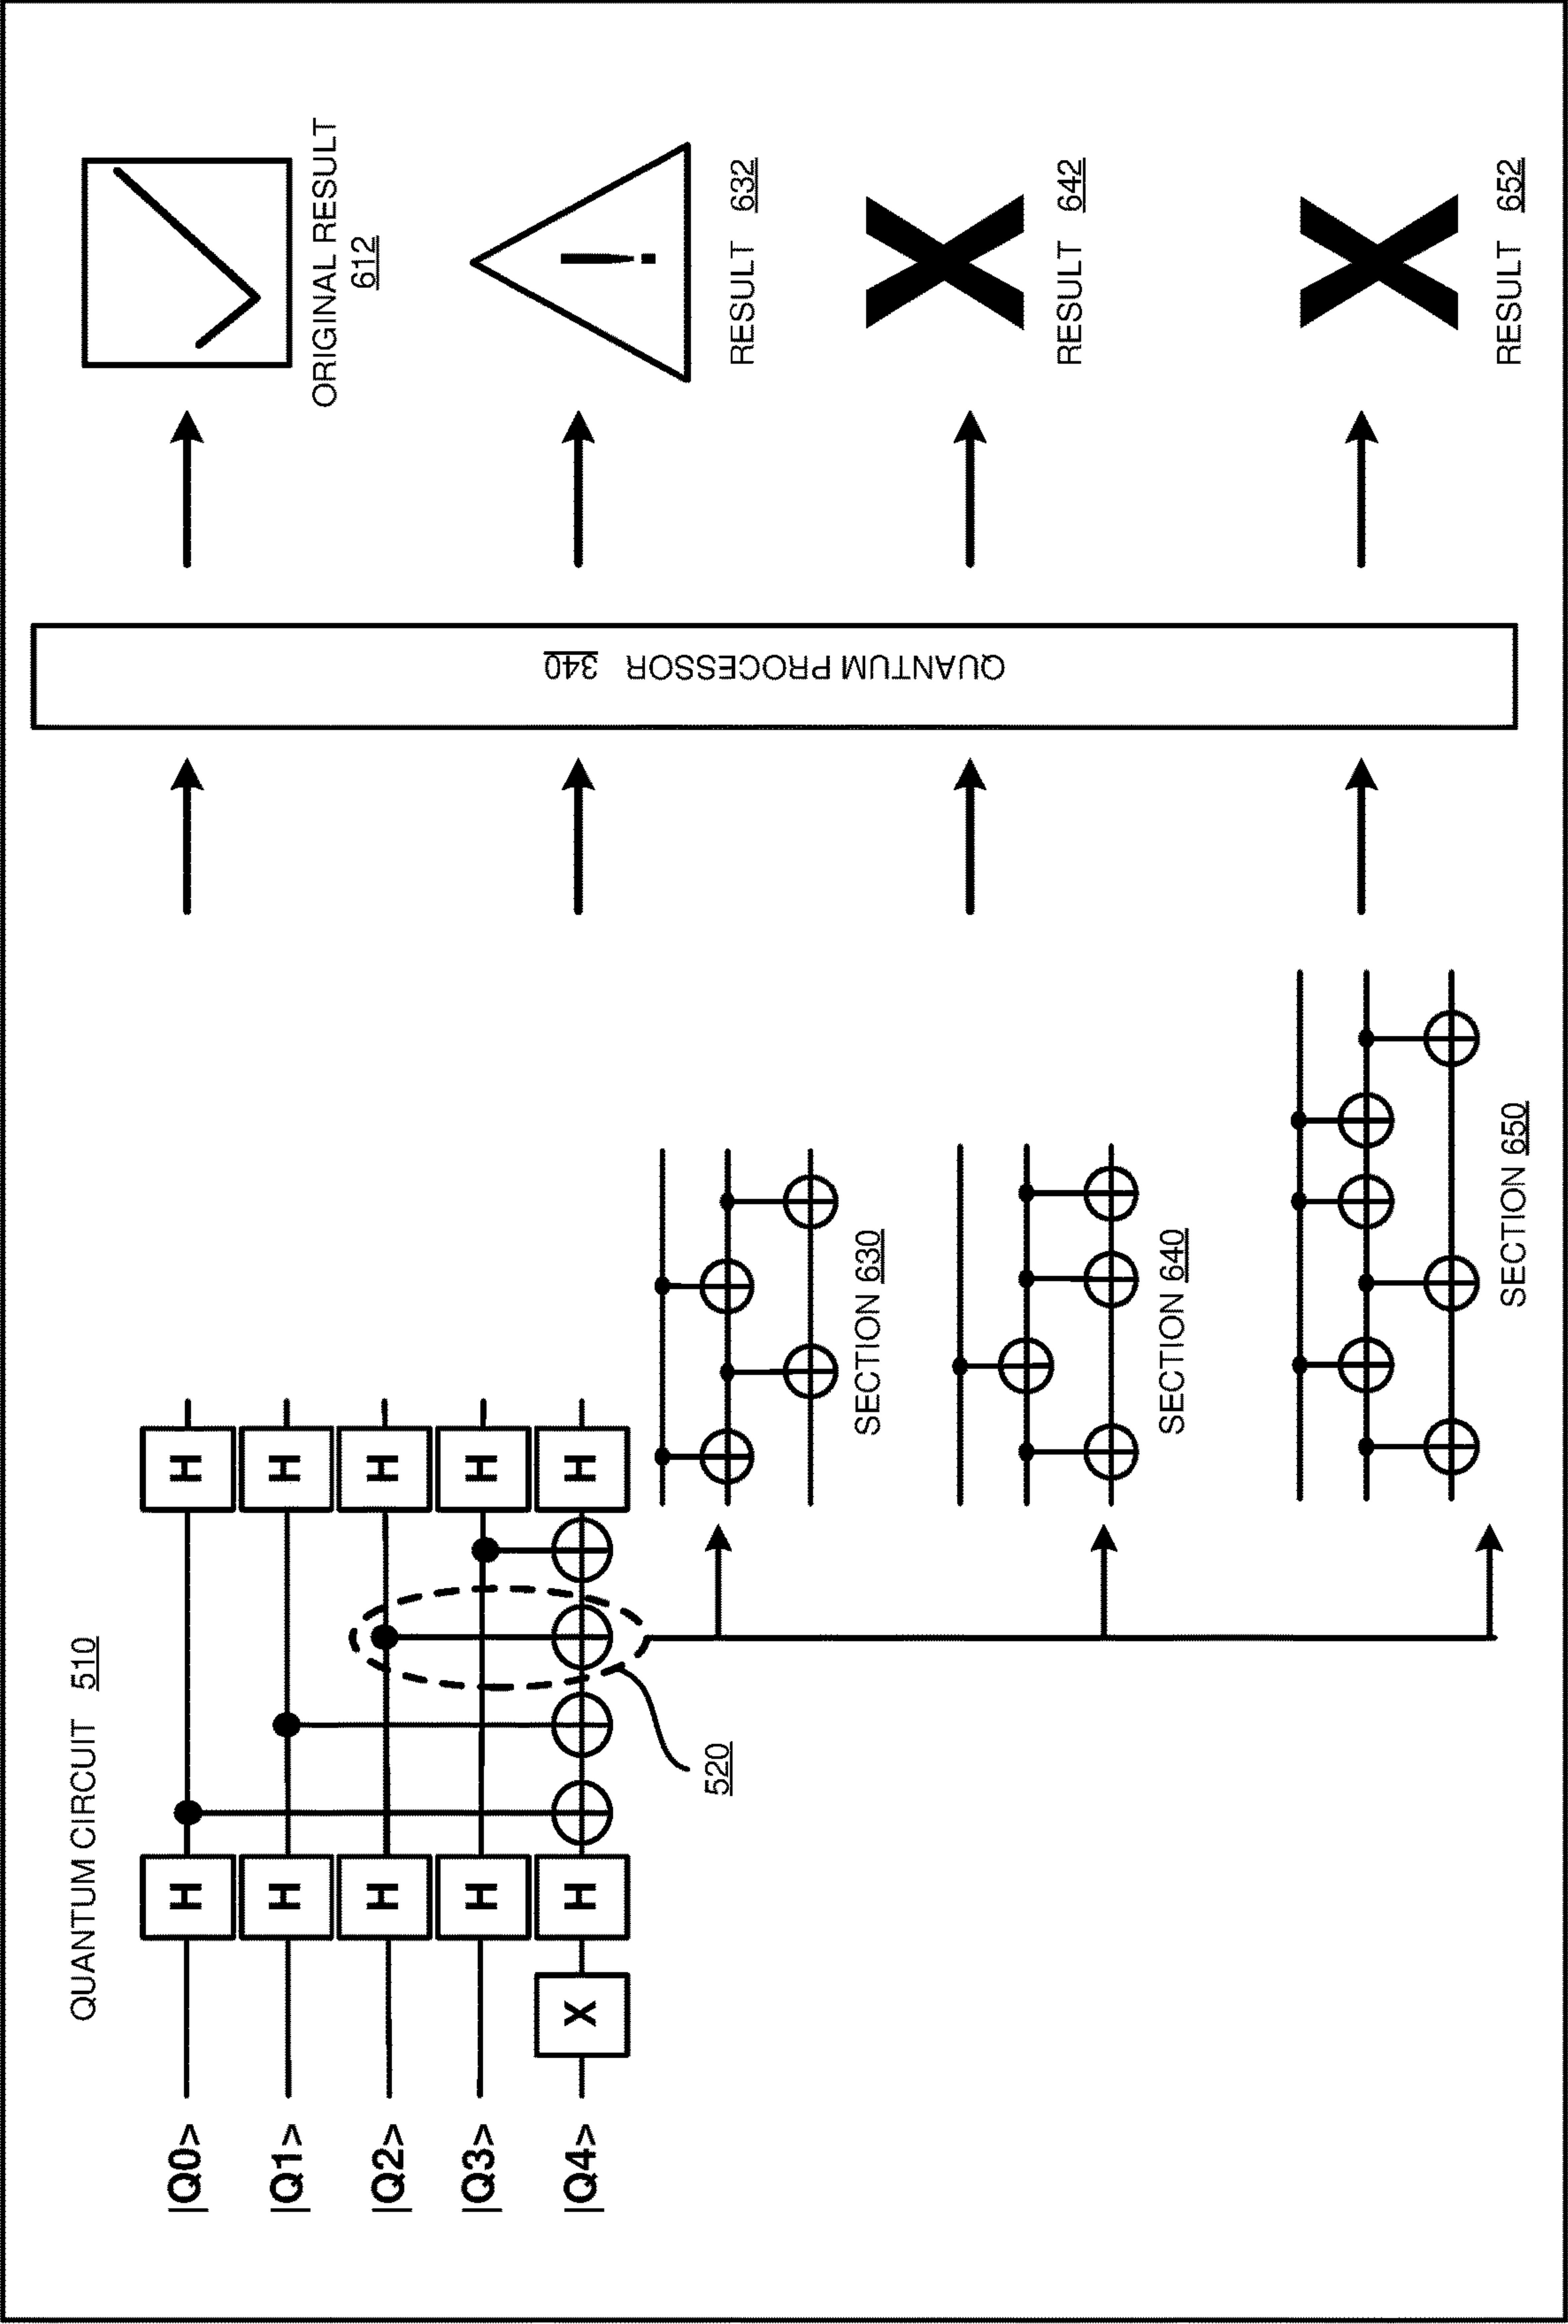 QUANTUM CIRCUIT 510
|Q0>
H
H
|Q1>
H
H
|Q2>
H
H
|Q3>
H
H
|Q4>
X
H
H
520
SECTION 630
SECTION 640
SECTION 650
QUANTUM PROCESSOR 340
ORIGINAL RESULT
612
!
RESULT 632
RESULT 642
RESULT 652